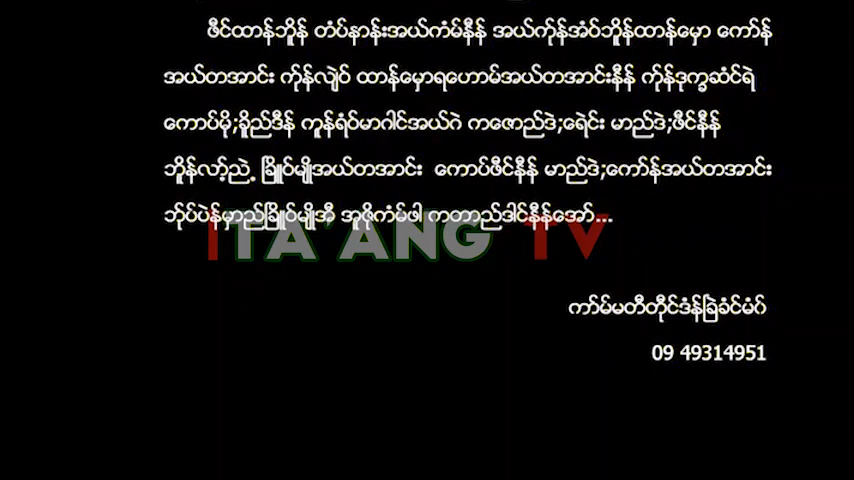 ဖီင်ထာန်ဘိူန် တံပ်နာန်းအယ်ကံမ်နီန် အယ်ကုံန်အံဝ်ဘိူန်ထာန်မှော ကော်န်
အယ်တအာင်း ကိုန်လျဲဝ် ထာန်မှောရဟောမ်အယ်တအာင်းနီန် ကိုန်ဒုက္ခဆံင်ရဲ
ကောပ်မိုႈခိူည်ဒီန် ကူန်ရံဝ်မာဂါင်အယ်ဂဲ ကဇောည်ဒဲႈရေဲင်း မာည်ဒဲႈဖီင်နီန်
ဘိူန်လာ့်ညဲ့ ခြိူဝ်မျိုအယ်တအာင်း ကောပ်ဖီင်နီန် မာည်ဒဲႈကော်န်အယ်တအာင်း
ဘုံပ်ပဲန်မှာည်ခြိူဝ်မျိုအီ အူဇိုကံမ်ဖါ ကတာည်ဒါင်နီန်အော်...
ITA'ANG TV
ကာ်မ်မတီတိုင်ဒံန်ခြဲခံင်မံပ်
09 49314951